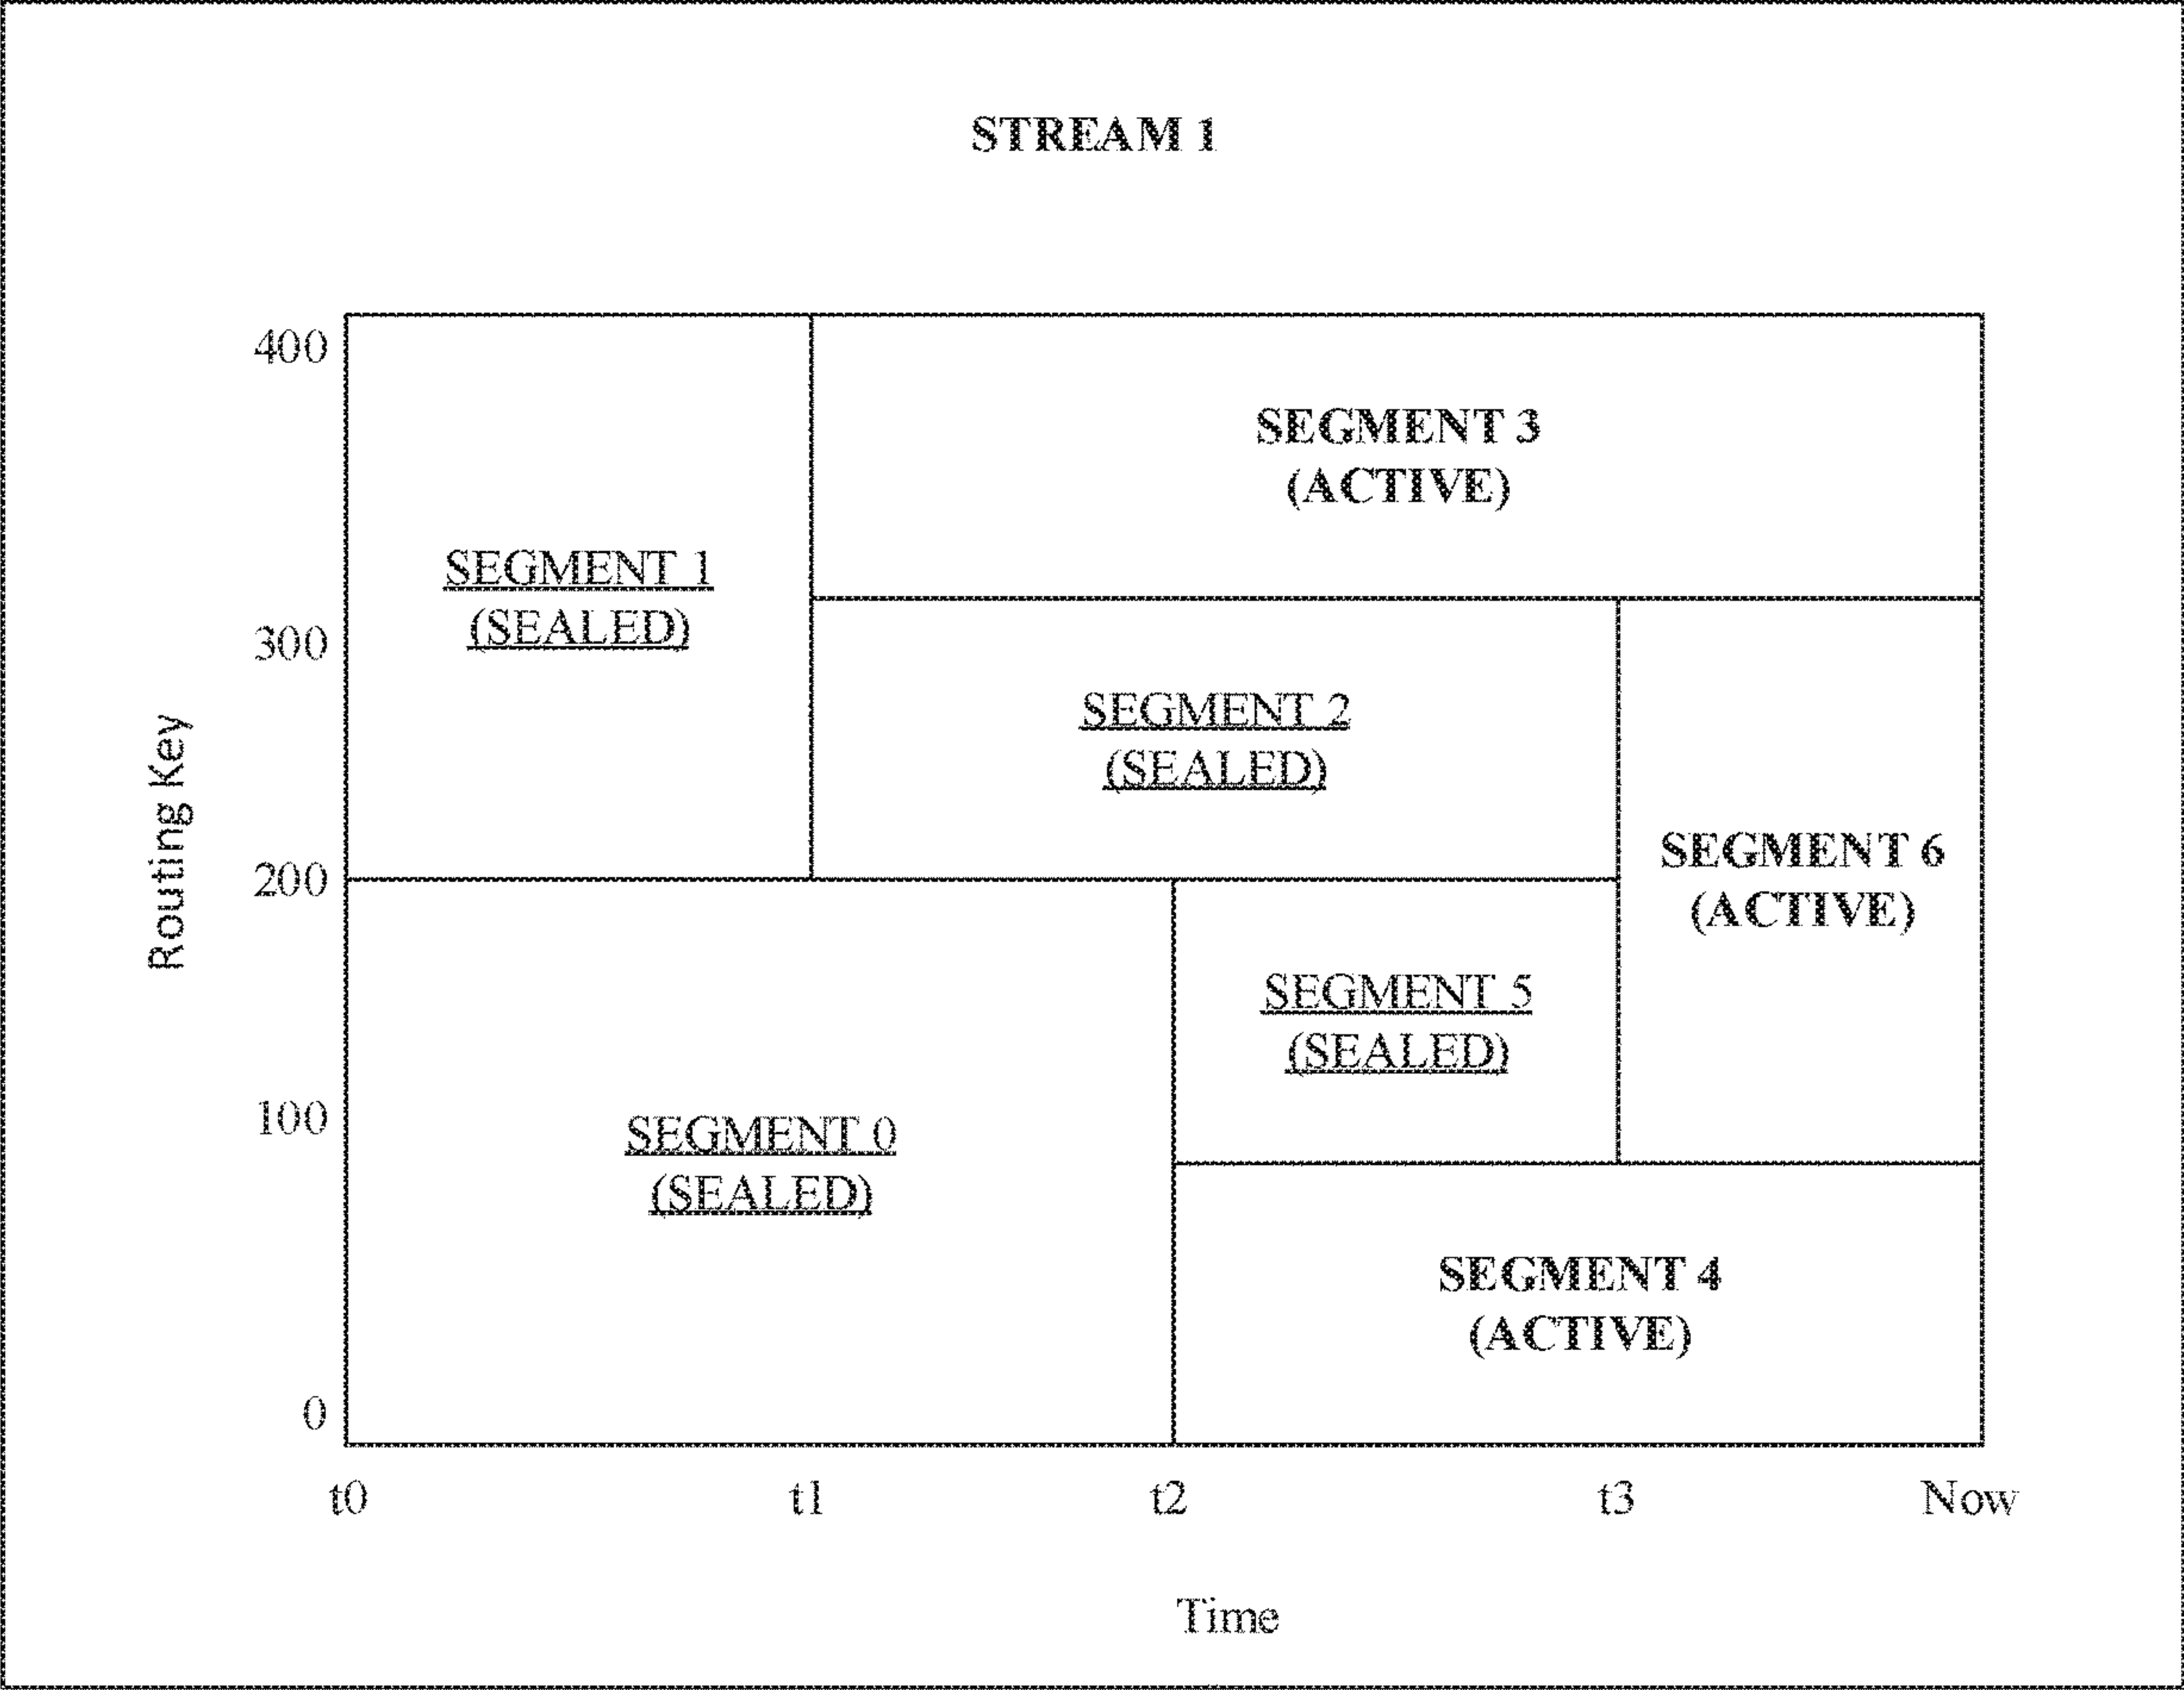 STREAM 1
400
SEGMENT 3
(ACTIVE)
SEGMENT 1
(SEALED)
300
SEGMENT 2
(SEALED)
Routing Key
200
SEGMENT 6
(ACTIVE)
SEGMENT 5
(SEALED)
100
SEGMENT 0
(SEALED)
SEGMENT 4
(ACTIVE)
0
t0
t1
t2
t3
Now
Time